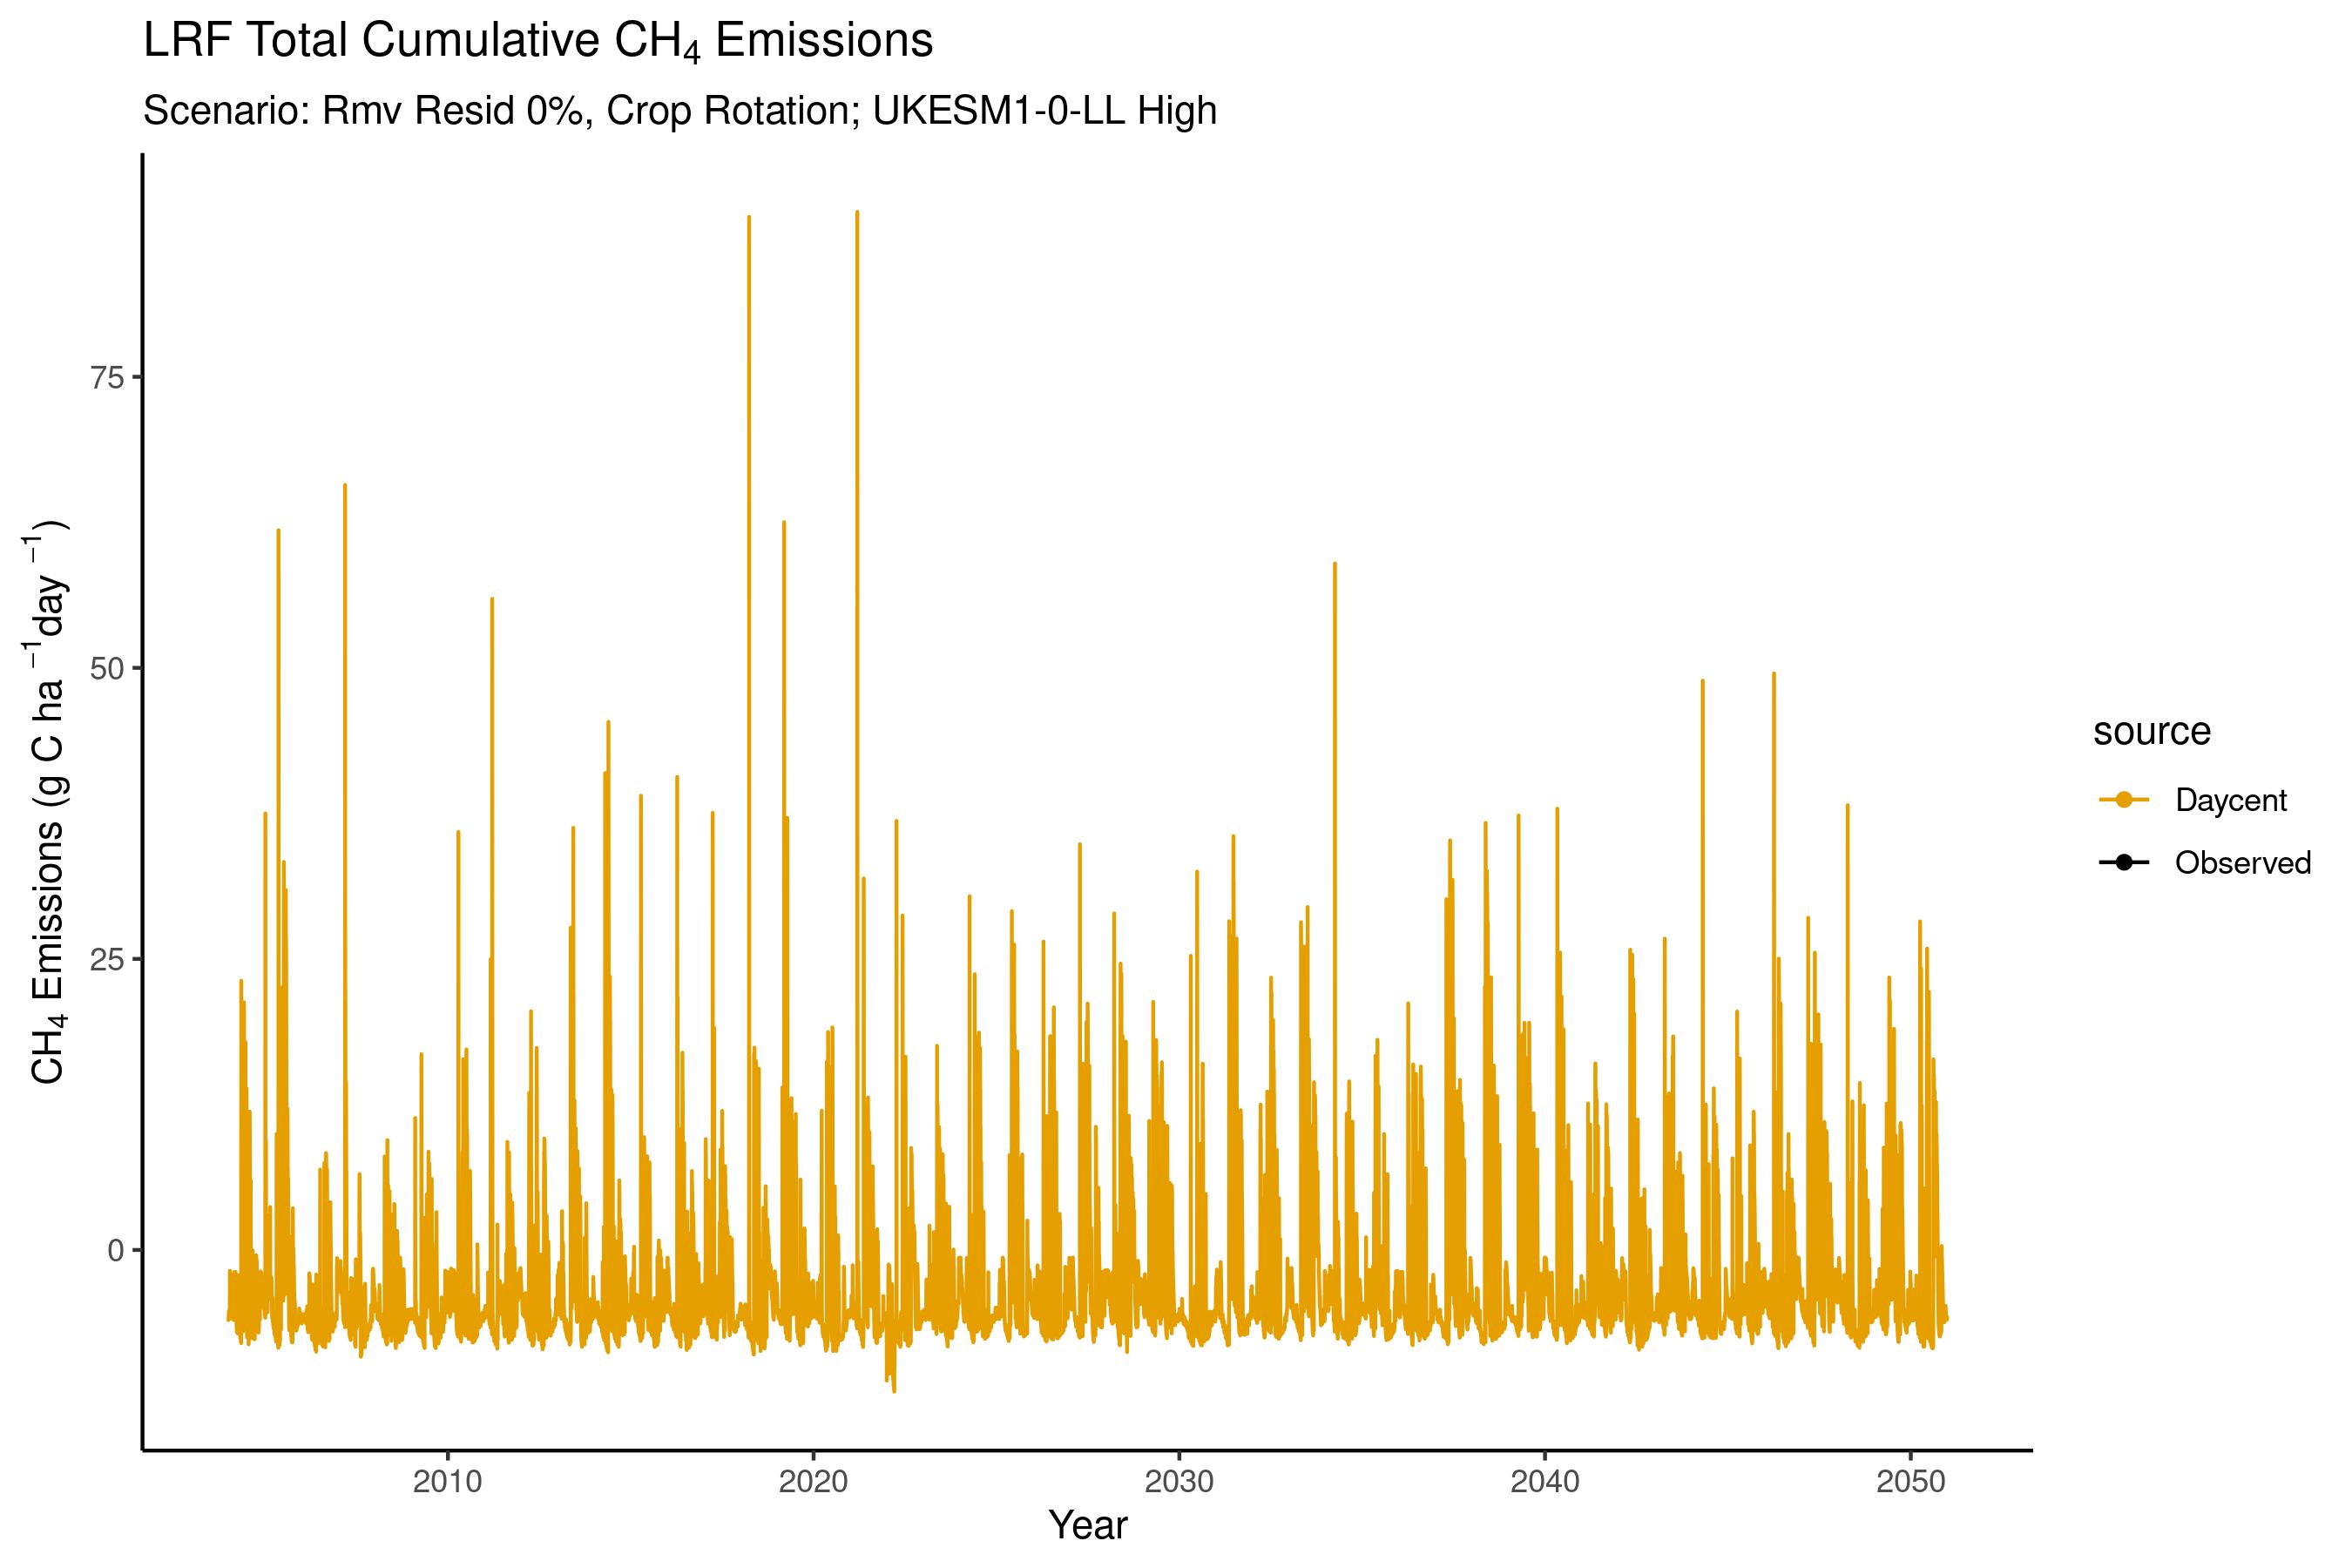 LRF Total Cumulative CH₄ Emissions
Scenario: Rmv Resid 0%, Crop Rotation; UKESM1-0-LL High
CH₄ Emissions (g C ha ⁻¹day ⁻¹)
75
50
25
0
2010 2020 2030 2040 2050
Year
source
Daycent
Observed